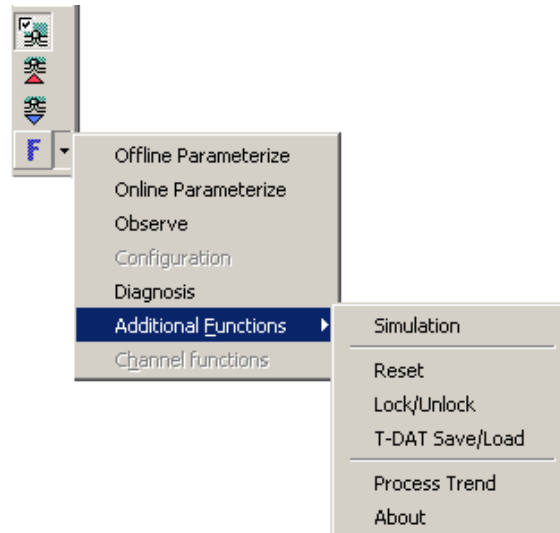 F
Offline Parameterize
Online Parameterize
Observe
Configuration
Diagnosis
Additional Functions
Channel functions
Simulation
Reset
Lock/Unlock
T-DAT Save/Load
Process Trend
About